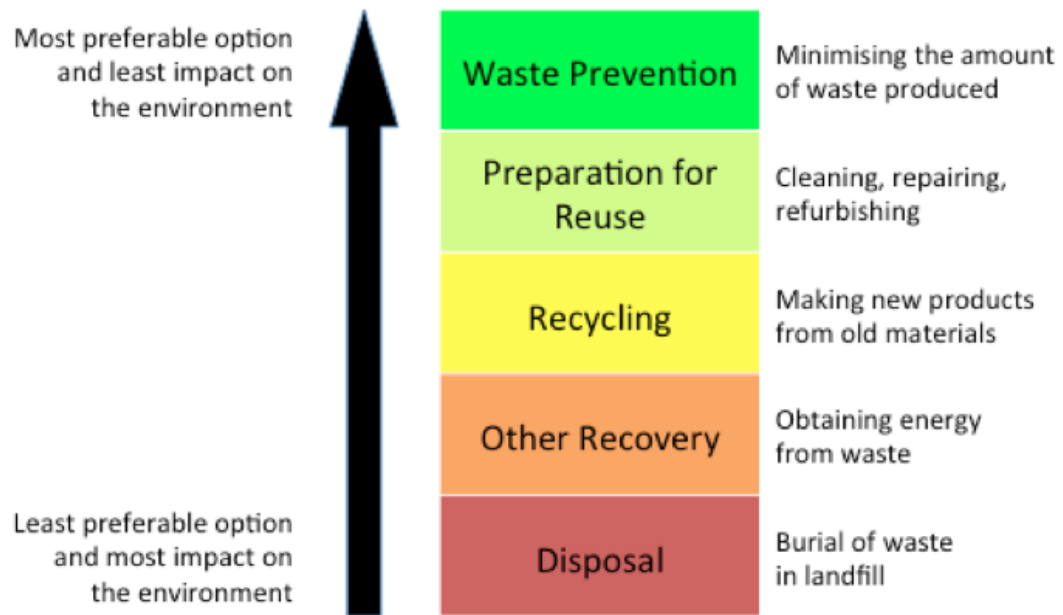 Most preferable option
and least impact on
the environment
Waste Prevention
Minimising the amount
of waste produced
Preparation for
Reuse
Cleaning, repairing,
refurbishing
Recycling
Making new products
from old materials
Other Recovery
Obtaining energy
from waste
Least preferable option
and most impact on
the environment
Disposal
Burial of waste
in landfill